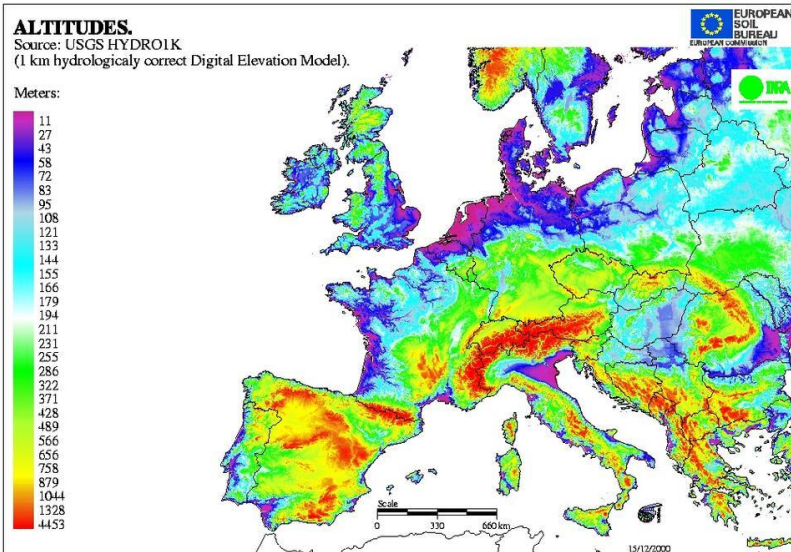 ALTITUDES.
Source: USGS HYDRO1K
(1 km hydrologicaly correct Digital Elevation Model).
EUROPEAN
SOIL
BUREAU
EUROPEAN COMMISSION
INRA
Meters:
11
27
43
58
72
83
95
108
121
133
144
155
166
179
194
211
231
255
286
322
371
428
489
566
656
758
879
1044
1328
4453
Scale
0 330 660 km
15/12/2000